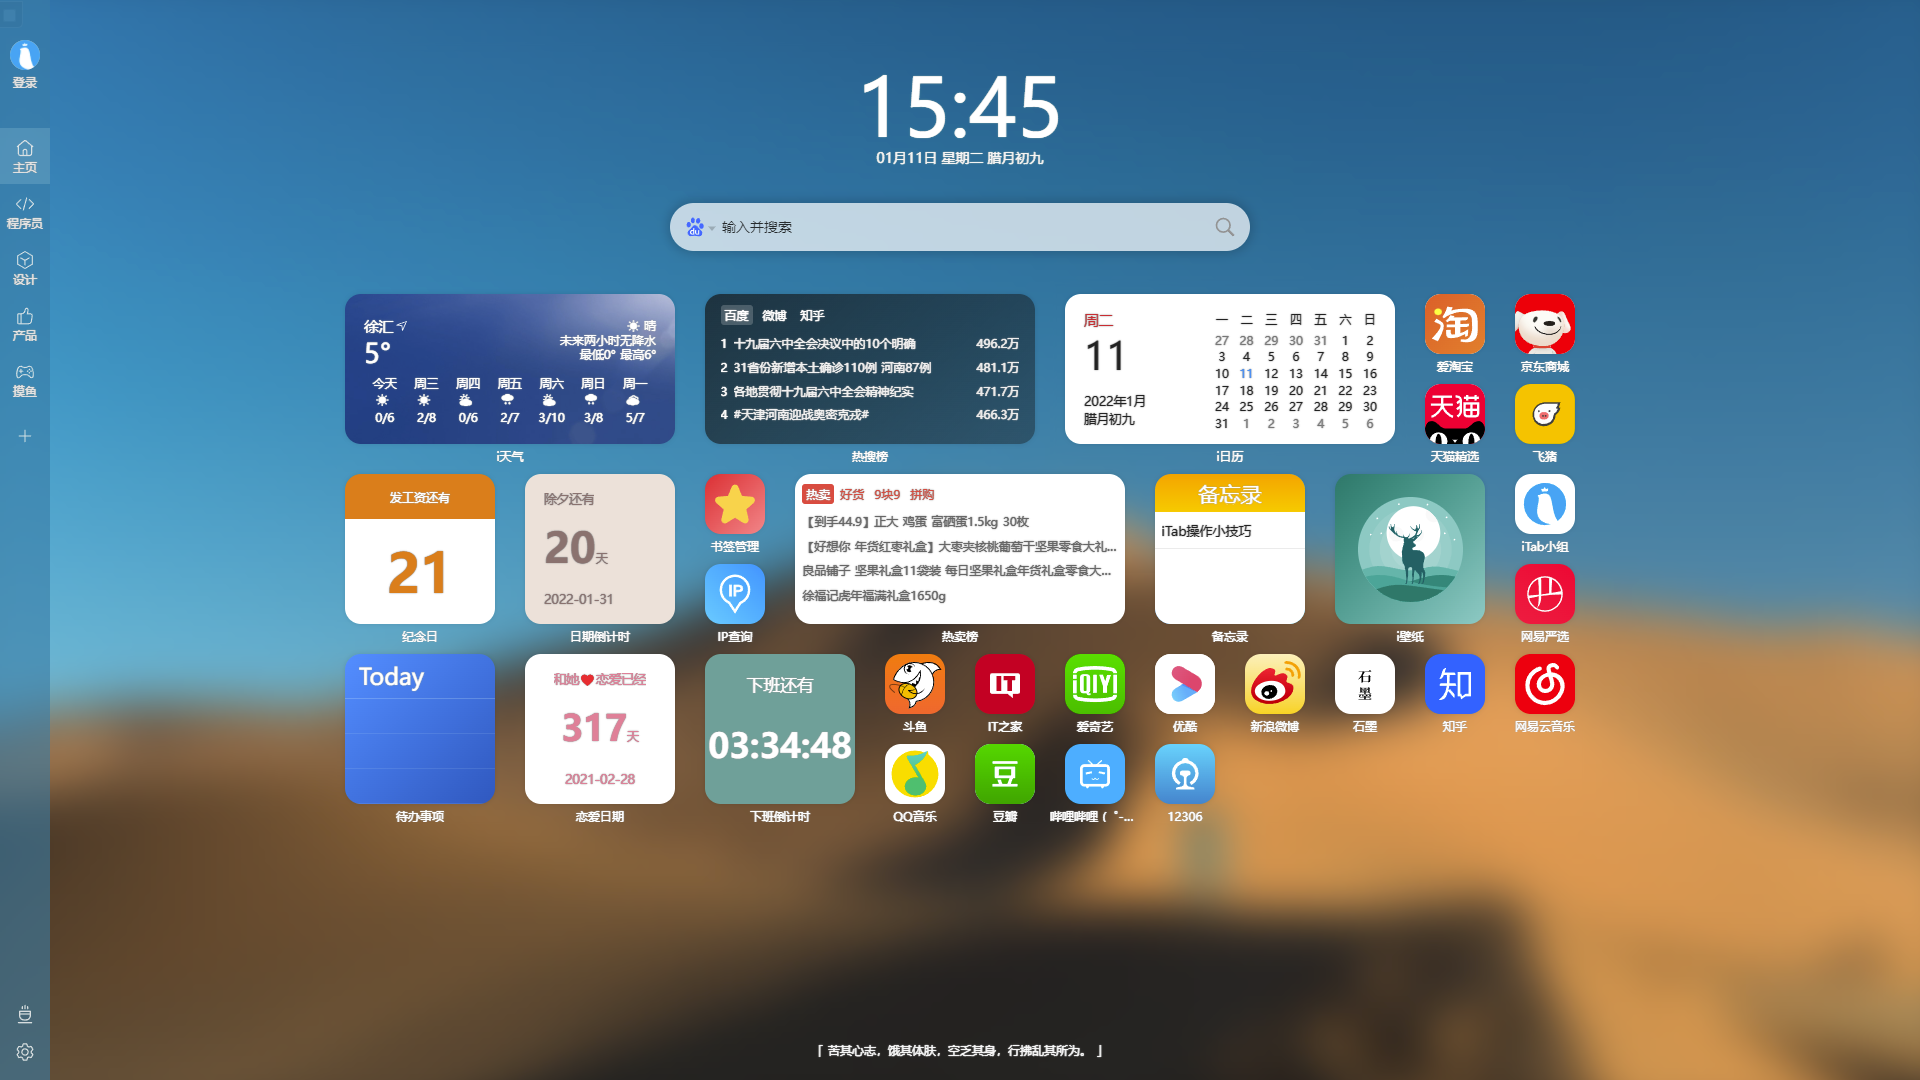 登录
主页
程序员
设计
产品
摸鱼
15:45
01月11日 星期二 腊月初九
du 输入并搜索
徐汇
5°
晴
未来两小时无降水
最低0° 最高6°
今天 周三 周四 周五 周六 周日 周一
0/6 2/8 0/6 2/7 3/10 3/8 5/7
i天气
百度 微博 知乎
1 十九届六中全会决议中的10个明确 496.2万
2 31省份新增本土确诊110例 河南87例 481.1万
3 各地贯彻十九届六中全会精神纪实 471.7万
4 #天津河南迎战奥密克戎# 466.3万
热搜榜
周二
11
2022年1月
腊月初九
一 二 三 四 五 六 日
27 28 29 30 31 1 2
3 4 5 6 7 8 9
10 11 12 13 14 15 16
17 18 19 20 21 22 23
24 25 26 27 28 29 30
31 1 2 3 4 5 6
i日历
淘
爱淘宝
京东商城
天猫
天猫精选
飞猪
发工资还有
21
纪念日
除夕还有
20天
2022-01-31
日期倒计时
书签管理
IP
IP查询
热卖 好货 9块9 拼购
【到手44.9】正大 鸡蛋 富硒蛋1.5kg 30枚
【好想你 年货红枣礼盒】大枣夹核桃葡萄干坚果零食大礼...
良品铺子 坚果礼盒11袋装 每日坚果礼盒年货礼盒零食大...
徐福记虎年福满礼盒1650g
热卖榜
备忘录
iTab操作小技巧
备忘录
i壁纸
iTab小组
网易严选
Today
待办事项
和她❤恋爱已经
317天
2021-02-28
恋爱日期
下班还有
03:34:48
下班倒计时
斗鱼
IT
IT之家
iQIYI
爱奇艺
优酷
新浪微博
石墨
石墨
知
知乎
网易云音乐
QQ音乐
豆
豆瓣
哔哩哔哩 ( ゜-...
12306
「 苦其心志，饿其体肤，空乏其身，行拂乱其所为。 」